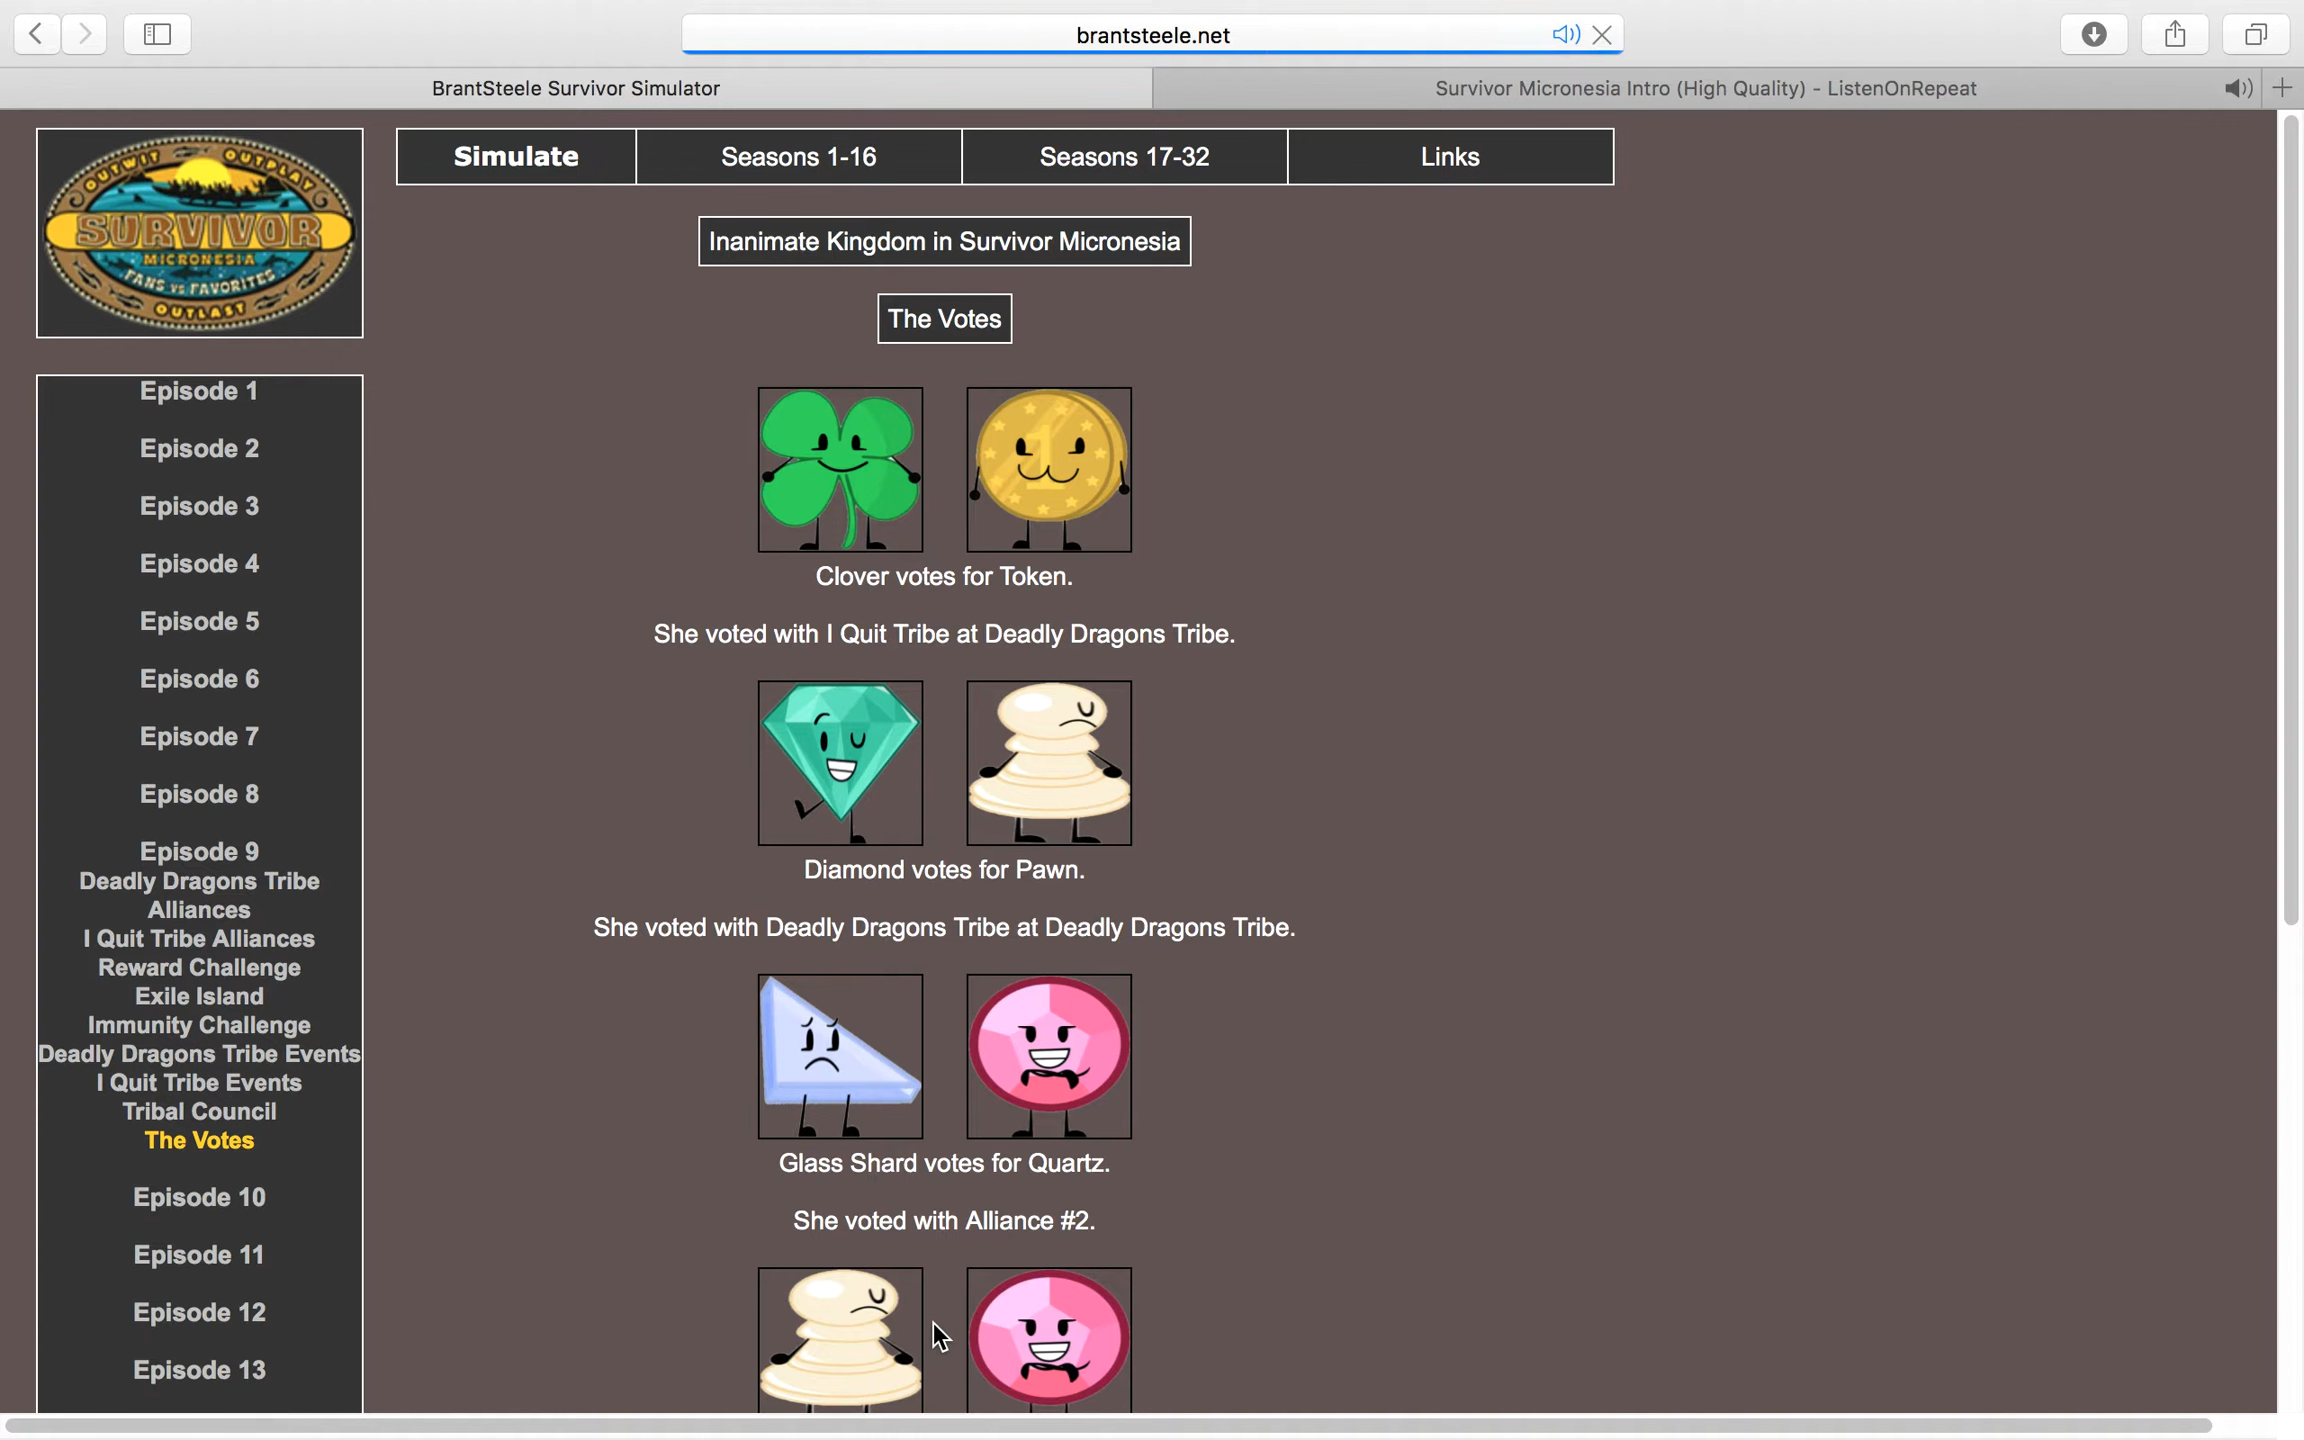 brantsteele.net
BrantSteele Survivor Simulator
Survivor Micronesia Intro (High Quality) - ListenOnRepeat
OUTWIT OUTPLAY
SURVIVOR
MICRONESIA
FANS vs FAVORITES
OUTLAST
Simulate
Seasons 1-16
Seasons 17-32
Links
Inanimate Kingdom in Survivor Micronesia
The Votes
1
Clover votes for Token.
She voted with I Quit Tribe at Deadly Dragons Tribe.
Diamond votes for Pawn.
She voted with Deadly Dragons Tribe at Deadly Dragons Tribe.
Glass Shard votes for Quartz.
She voted with Alliance #2.
Episode 1
Episode 2
Episode 3
Episode 4
Episode 5
Episode 6
Episode 7
Episode 8
Episode 9
Deadly Dragons Tribe
Alliances
I Quit Tribe Alliances
Reward Challenge
Exile Island
Immunity Challenge
Deadly Dragons Tribe Events
I Quit Tribe Events
Tribal Council
The Votes
Episode 10
Episode 11
Episode 12
Episode 13